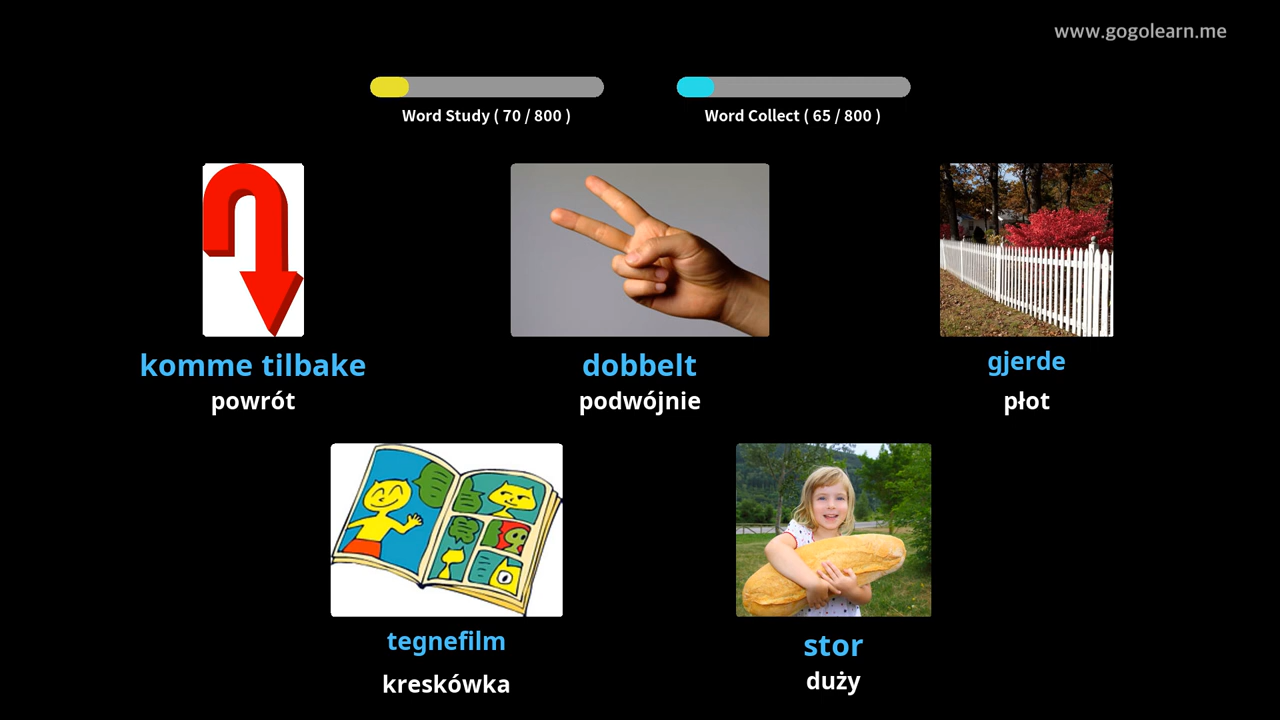 www.gogolearn.me
Word Study ( 70 / 800 )
Word Collect ( 65 / 800 )
komme tilbake
powrót
dobbelt
podwójnie
gjerde
płot
tegnefilm
kreskówka
stor
duży